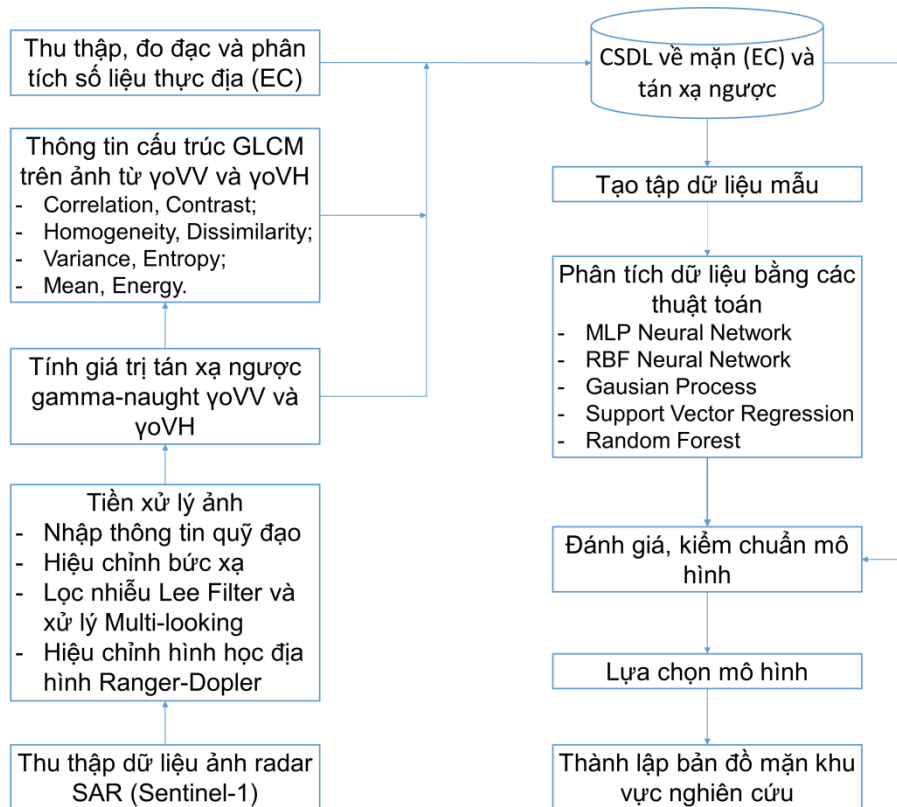 Thu thập, đo đạc và phân
tích số liệu thực địa (EC)
Thông tin cấu trúc GLCM
trên ảnh từ γoVV và γoVH
- Correlation, Contrast;
- Homogeneity, Dissimilarity;
- Variance, Entropy;
- Mean, Energy.
Tính giá trị tán xạ ngược
gamma-naught γoVV và
γoVH
Tiền xử lý ảnh
- Nhập thông tin quỹ đạo
- Hiệu chỉnh bức xạ
- Lọc nhiễu Lee Filter và
xử lý Multi-looking
- Hiệu chỉnh hình học địa
hình Ranger-Dopler
Thu thập dữ liệu ảnh radar
SAR (Sentinel-1)
CSDL về mặn (EC) và
tán xạ ngược
Tạo tập dữ liệu mẫu
Phân tích dữ liệu bằng các
thuật toán
- MLP Neural Network
- RBF Neural Network
- Gausian Process
- Support Vector Regression
- Random Forest
Đánh giá, kiểm chuẩn mô
hình
Lựa chọn mô hình
Thành lập bản đồ mặn khu
vực nghiên cứu